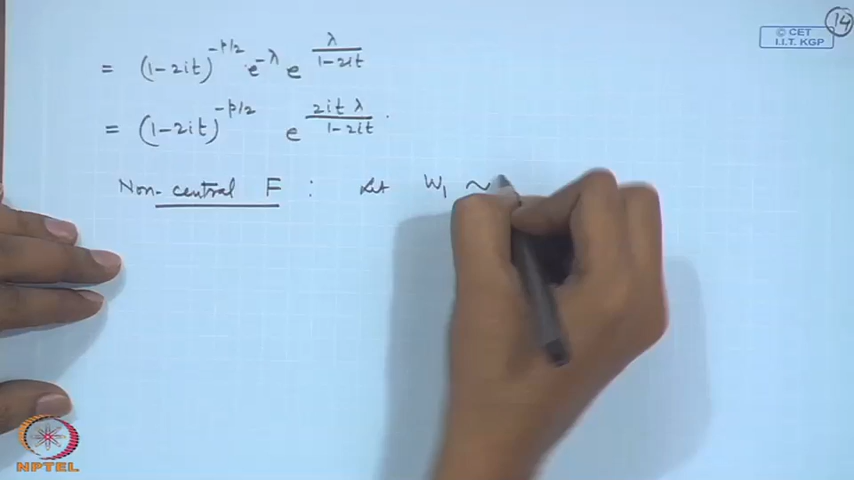 14
© CET
I.I.T. KGP
= (1-2it)^{-p/2} e^{-λ} e^{λ/(1-2it)}
= (1-2it)^{-p/2} e^{2itλ/(1-2it)}.
Non-central F : Let W₁ ~
NPTEL